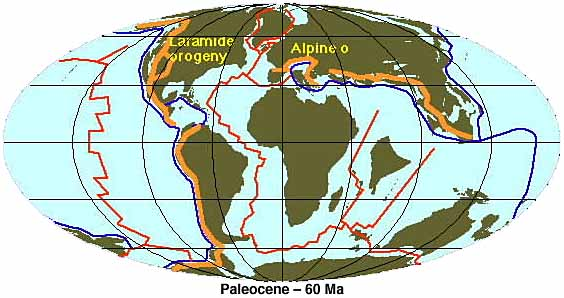 Laramide
orogeny
Alpine o
Paleocene – 60 Ma